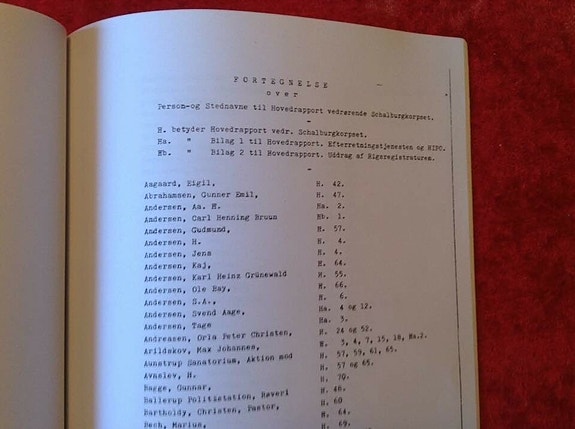 FORTEGNELSE
over
Person-og Stednavne til Hovedrapport vedrørende Schalburgkorpset.
-
H. betyder Hovedrapport vedr. Schalburgkorpset.
Ha. " Bilag 1 til Hovedrapport. Efterretningstjenesten og HIPO.
Hb. " Bilag 2 til Hovedrapport. Uddrag af Rigsregistraturen.
-
Aagaard, Eigil, H. 42.
Abrahamsen, Gunner Emil, H. 47.
Andersen, Aa. M. Ha. 2.
Andersen, Carl Henning Bruun Hb. 1.
Andersen, Gudmund, H. 57.
Andersen, H. H. 4.
Andersen, Jens H. 4.
Andersen, Kaj, H. 64.
Andersen, Karl Heinz Grünewald H. 55.
Andersen, Ole Bay, H. 66.
Andersen, S.A., H. 6.
Andersen, Svend Aage, Ha. 4 og 12.
Andersen, Tage Ha. 3.
Andreasen, Orla Peter Christen, H. 24 og 52.
Arildskov, Max Johannes, H. 3, 4, 7, 15, 18, Ha.2.
Aunstrup Sanatorium, Aktion mod H. 57, 59, 61, 65.
Avnslev, H. H. 57 og 65.
Bagge, Gunnar, H. 70.
Ballerup Politistation, Røveri H. 48.
Bartholdy, Christen, Pastor, H. 60
Bech, Marius, H. 64.
H. 69.